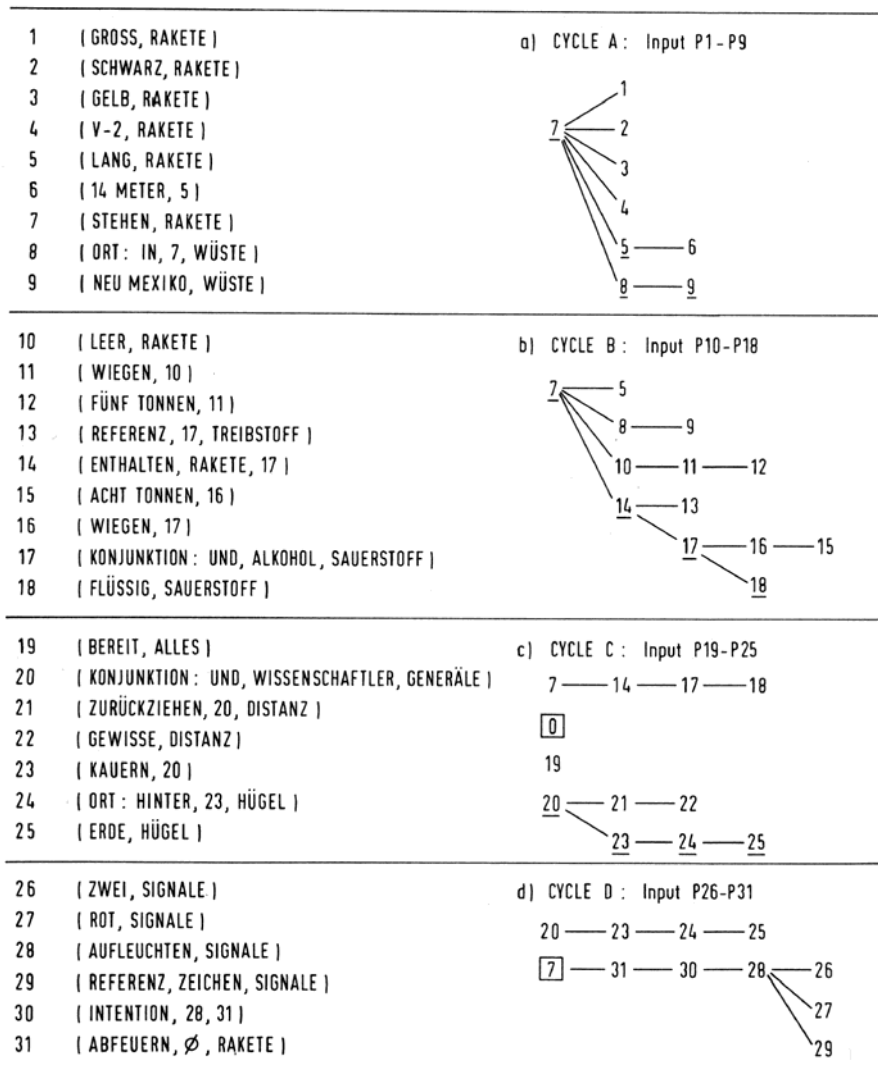 1 (GROSS, RAKETE)
2 (SCHWARZ, RAKETE)
3 (GELB, RAKETE)
4 (V-2, RAKETE)
5 (LANG, RAKETE)
6 (14 METER, 5)
7 (STEHEN, RAKETE)
8 (ORT: IN, 7, WÜSTE)
9 (NEU MEXIKO, WÜSTE)
a) CYCLE A: Input P1-P9
1
7 2
3
4
5 6
8 9
10 (LEER, RAKETE)
11 (WIEGEN, 10)
12 (FÜNF TONNEN, 11)
13 (REFERENZ, 17, TREIBSTOFF)
14 (ENTHALTEN, RAKETE, 17)
15 (ACHT TONNEN, 16)
16 (WIEGEN, 17)
17 (KONJUNKTION: UND, ALKOHOL, SAUERSTOFF)
18 (FLÜSSIG, SAUERSTOFF)
b) CYCLE B: Input P10-P18
7 5
8 9
10 11 12
14 13
17 16 15
18
19 (BEREIT, ALLES)
20 (KONJUNKTION: UND, WISSENSCHAFTLER, GENERÄLE)
21 (ZURÜCKZIEHEN, 20, DISTANZ)
22 (GEWISSE, DISTANZ)
23 (KAUERN, 20)
24 (ORT: HINTER, 23, HÜGEL)
25 (ERDE, HÜGEL)
c) CYCLE C: Input P19-P25
7 14 17 18
0
19
20 21 22
23 24 25
26 (ZWEI, SIGNALE)
27 (ROT, SIGNALE)
28 (AUFLEUCHTEN, SIGNALE)
29 (REFERENZ, ZEICHEN, SIGNALE)
30 (INTENTION, 28, 31)
31 (ABFEUERN, Ø, RAKETE)
d) CYCLE D: Input P26-P31
20 23 24 25
7 31 30 28 26
27
29